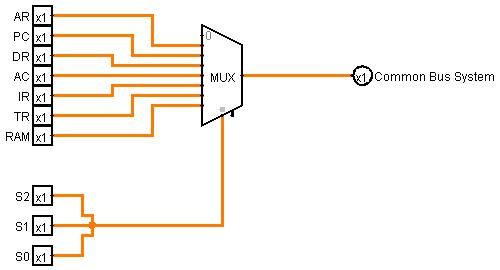 AR x1
0
PC x1
DR x1
AC x1
MUX
x1 Common Bus System
IR x1
TR x1
RAM x1
S2 x1
S1 x1
S0 x1